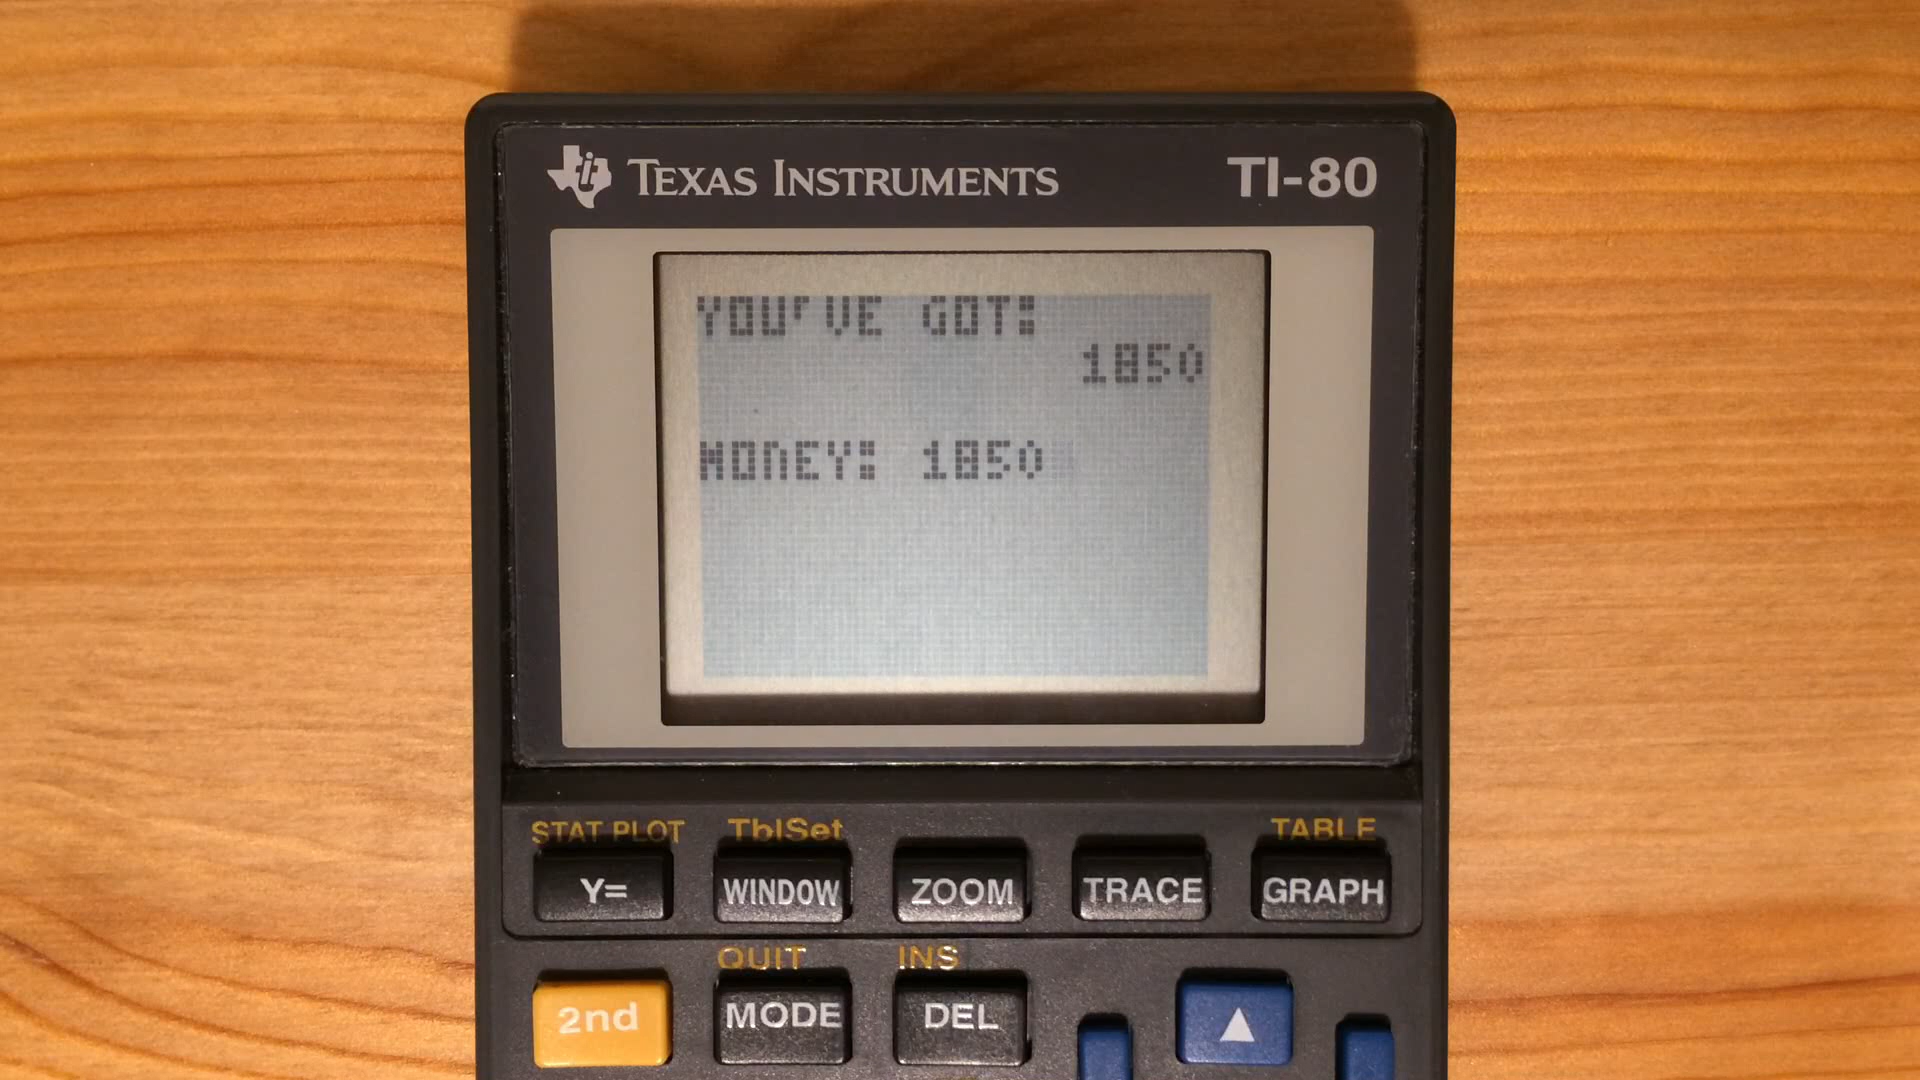 TEXAS INSTRUMENTS TI-80
YOU'VE GOT:
1850
MONEY: 1850
STAT PLOT TblSet TABLE
Y= WINDOW ZOOM TRACE GRAPH
QUIT INS
2nd MODE DEL